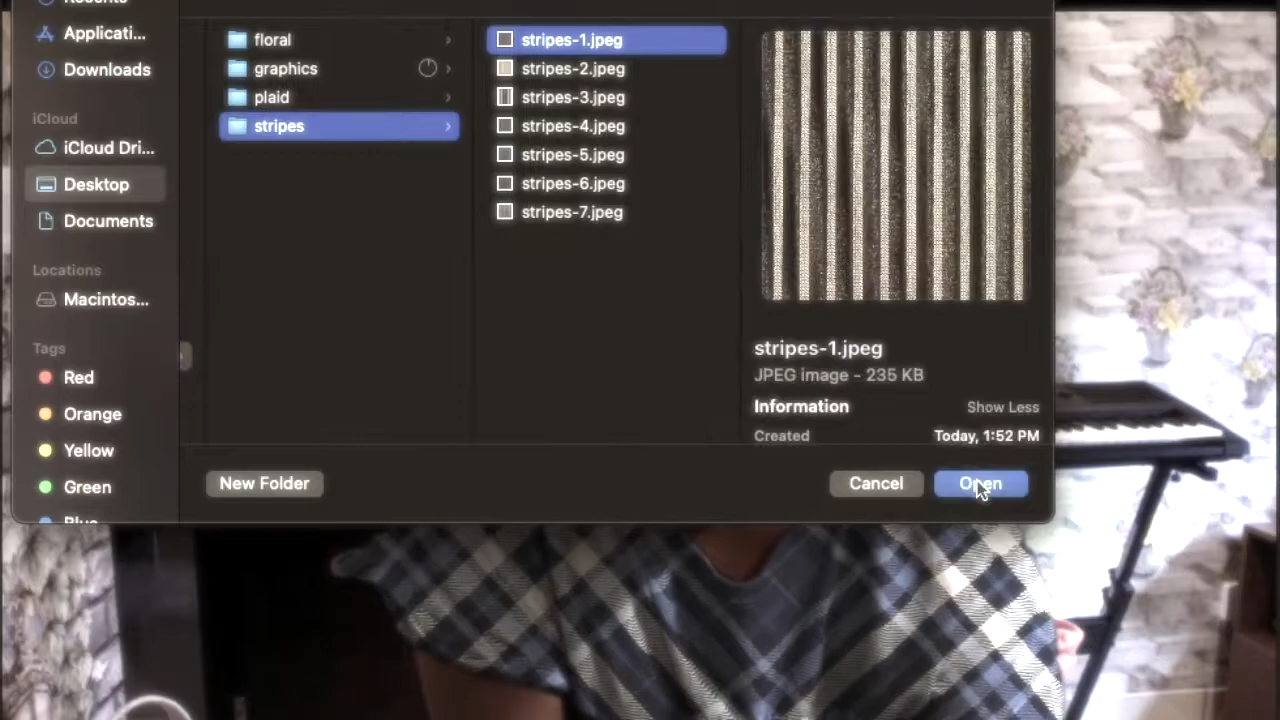 Recents
Applicati...
Downloads
iCloud
iCloud Dri...
Desktop
Documents
Locations
Macintos...
Tags
Red
Orange
Yellow
Green
Blue
floral
graphics
plaid
stripes
stripes-1.jpeg
stripes-2.jpeg
stripes-3.jpeg
stripes-4.jpeg
stripes-5.jpeg
stripes-6.jpeg
stripes-7.jpeg
stripes-1.jpeg
JPEG image - 235 KB
Information Show Less
Created Today, 1:52 PM
New Folder Cancel Open